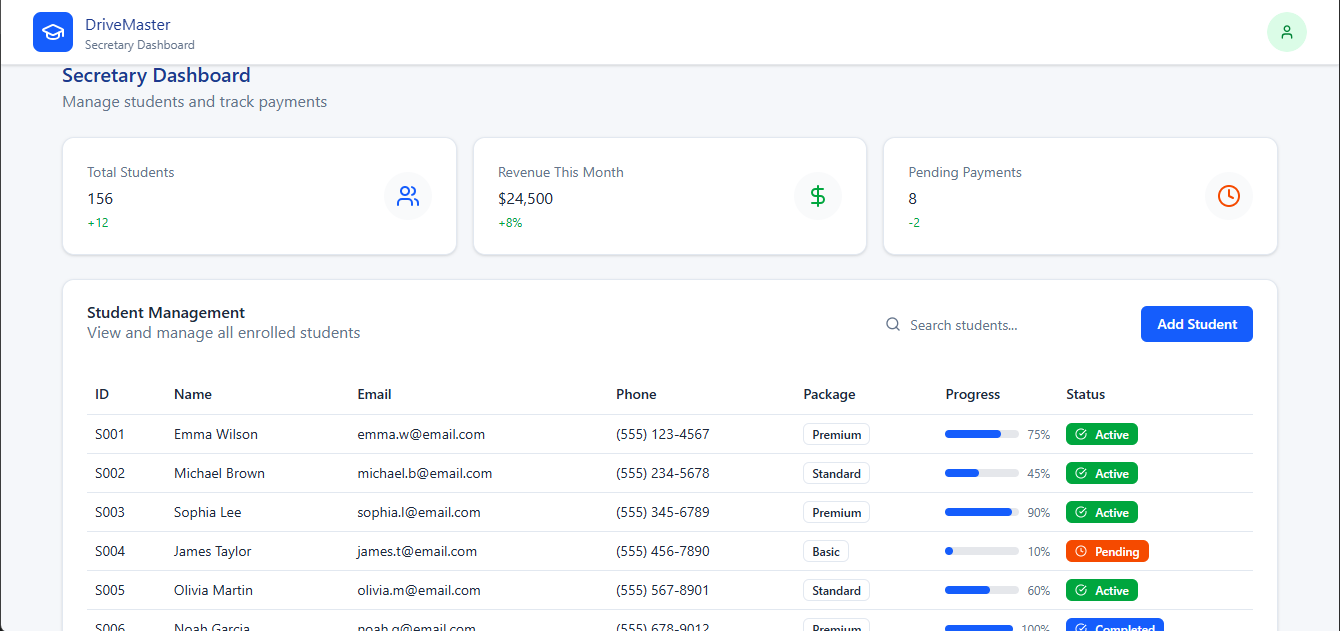 DriveMaster
Secretary Dashboard
Secretary Dashboard
Manage students and track payments
Total Students
156
+12
Revenue This Month
$24,500
+8%
Pending Payments
8
-2
Student Management
View and manage all enrolled students
Search students...
Add Student
ID Name Email Phone Package Progress Status
S001 Emma Wilson emma.w@email.com (555) 123-4567 Premium 75% Active
S002 Michael Brown michael.b@email.com (555) 234-5678 Standard 45% Active
S003 Sophia Lee sophia.l@email.com (555) 345-6789 Premium 90% Active
S004 James Taylor james.t@email.com (555) 456-7890 Basic 10% Pending
S005 Olivia Martin olivia.m@email.com (555) 567-8901 Standard 60% Active
S006 Noah Garcia noah.g@email.com (555) 678-9012 Premium 100% Completed